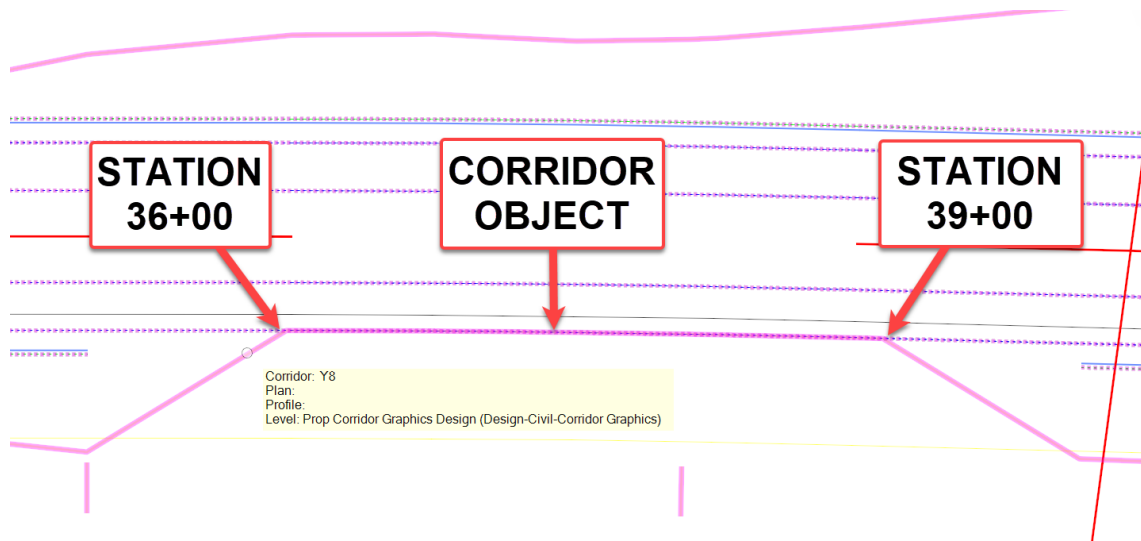 STATION
36+00
CORRIDOR
OBJECT
STATION
39+00
Corridor: Y8
Plan:
Profile:
Level: Prop Corridor Graphics Design (Design-Civil-Corridor Graphics)